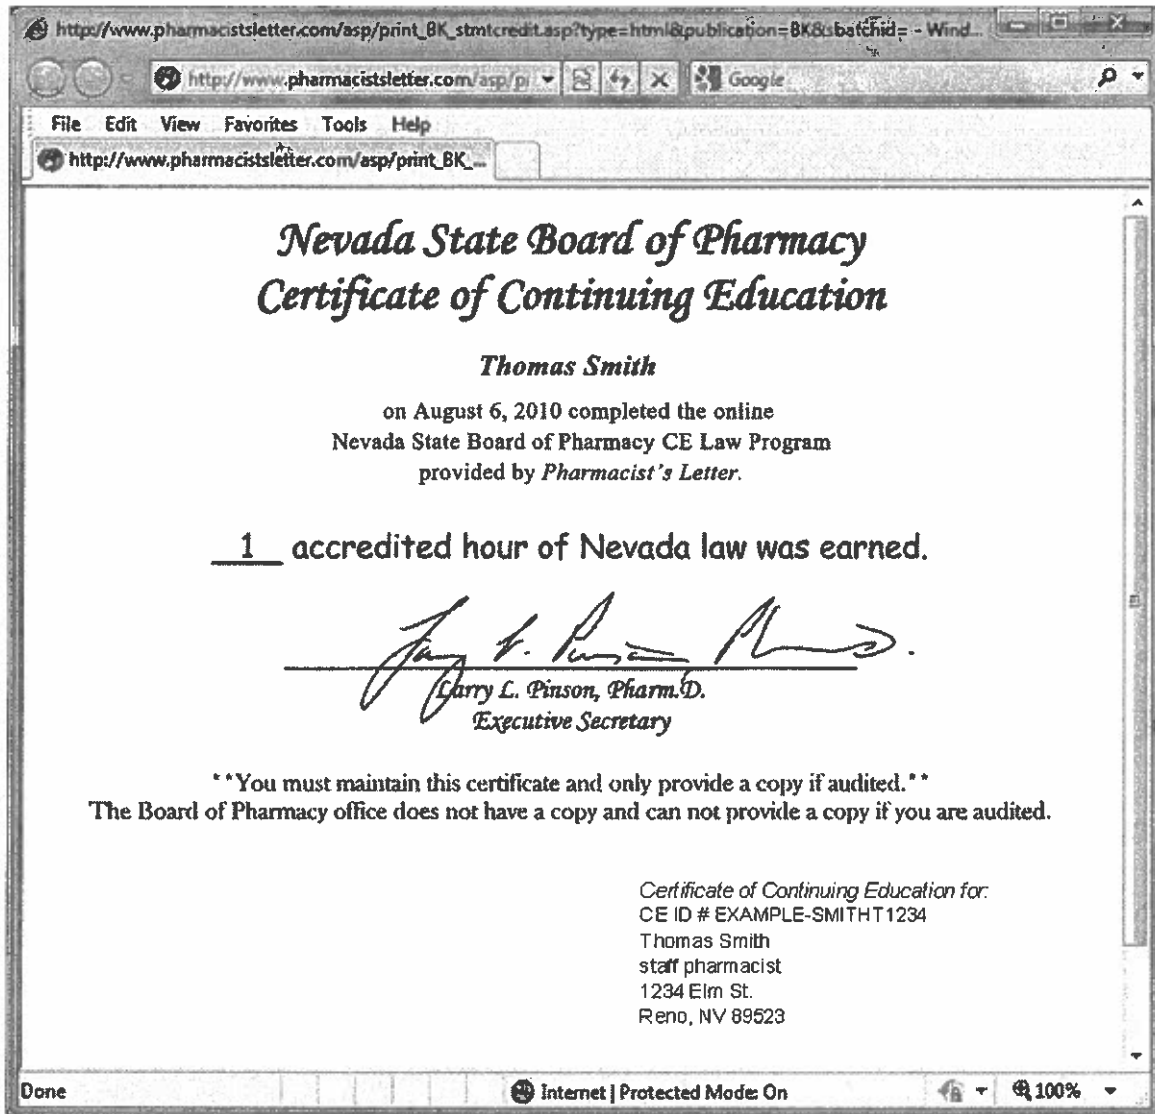 http://www.pharmacistsletter.com/asp/print_BK_stmtcredit.asp?type=html&publication=BK&sbatchid= - Wind...
http://www.pharmacistsletter.com/asp/p Google
File Edit View Favorites Tools Help
http://www.pharmacistsletter.com/asp/print_BK_...
Nevada State Board of Pharmacy
Certificate of Continuing Education
Thomas Smith
on August 6, 2010 completed the online
Nevada State Board of Pharmacy CE Law Program
provided by Pharmacist's Letter.
1 accredited hour of Nevada law was earned.
Larry L. Pinson, Pharm.D.
Executive Secretary
**You must maintain this certificate and only provide a copy if audited.**
The Board of Pharmacy office does not have a copy and can not provide a copy if you are audited.
Certificate of Continuing Education for:
CE ID # EXAMPLE-SMITHT1234
Thomas Smith
staff pharmacist
1234 Elm St.
Reno, NV 89523
Done Internet | Protected Mode: On 100%